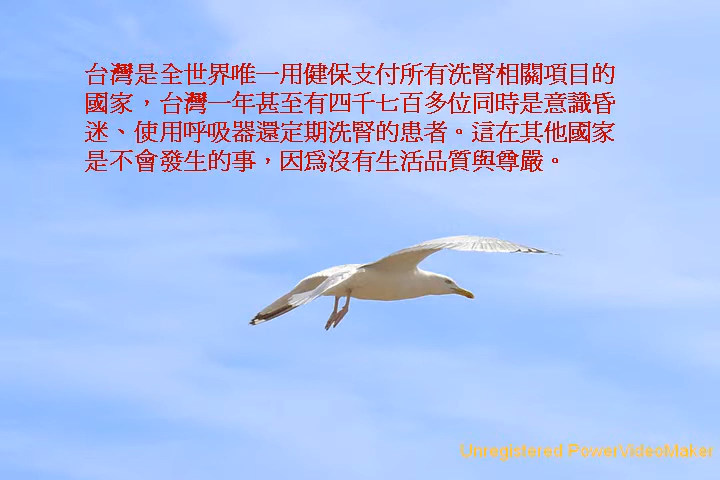 台灣是全世界唯一用健保支付所有洗腎相關項目的
國家，台灣一年甚至有四千七百多位同時是意識昏
迷、使用呼吸器還定期洗腎的患者。這在其他國家
是不會發生的事，因為沒有生活品質與尊嚴。
Unregistered PowerVideoMaker